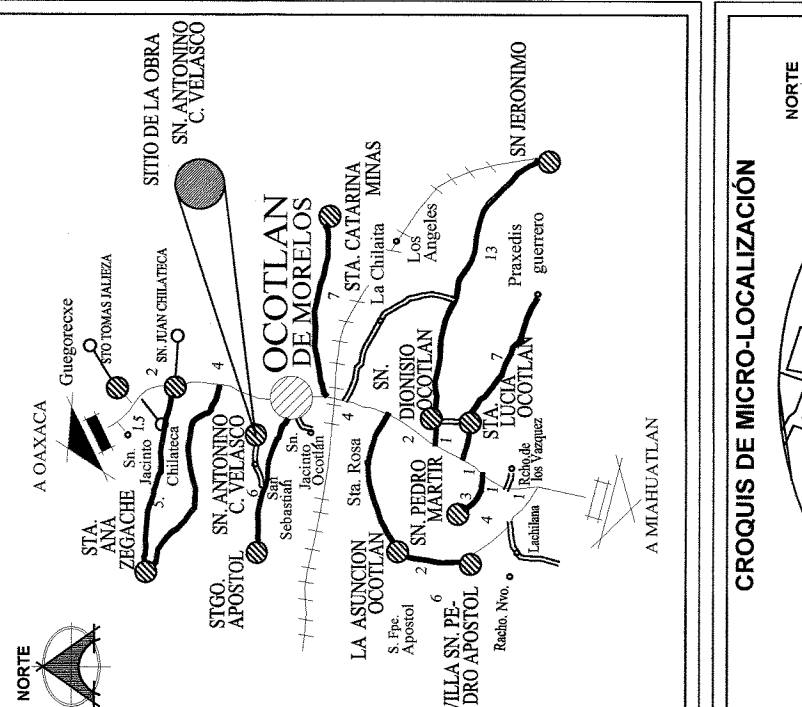 NORTE
A OAXACA
Guegorecxe
STO TOMAS JALIEZA
SN. JUAN CHILATECA
2
1.5
Sn.
Jacinto
Chilateca
5.
4
STA.
ANA
ZEGACHE
SITIO DE LA OBRA
SN. ANTONINO
C. VELASCO
SN. ANTONINO
C. VELASCO
6
San
Sebastian
STGO.
APOSTOL
Sn.
Jacinto
Ocotlán
OCOTLAN
DE MORELOS
7
STA. CATARINA
MINAS
La Chilaita
Los
Angeles
SN JERONIMO
13
Praxedis
guerrero
4
SN.
DIONISIO
OCOTLAN
7
STA.
LUCIA
OCOTLAN
Sta. Rosa
2
1
LA ASUNCION
OCOTLAN
S. Fpe.
Apostol
2
SN. PEDRO
MARTIR
3
1
1
1
4
Rcho.de
los Vazquez
Lachilana
6
VILLA SN. PE-
DRO APOSTOL
Racho. Nvo.
A MIAHUATLAN
CROQUIS DE MICRO-LOCALIZACIÓN
NORTE